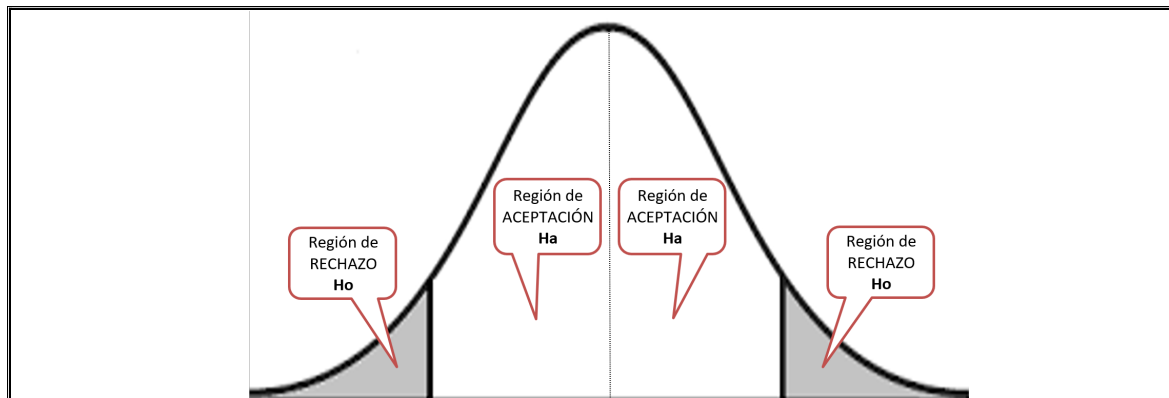 Región de
ACEPTACIÓN
Ha
Región de
ACEPTACIÓN
Ha
Región de
RECHAZO
Ho
Región de
RECHAZO
Ho